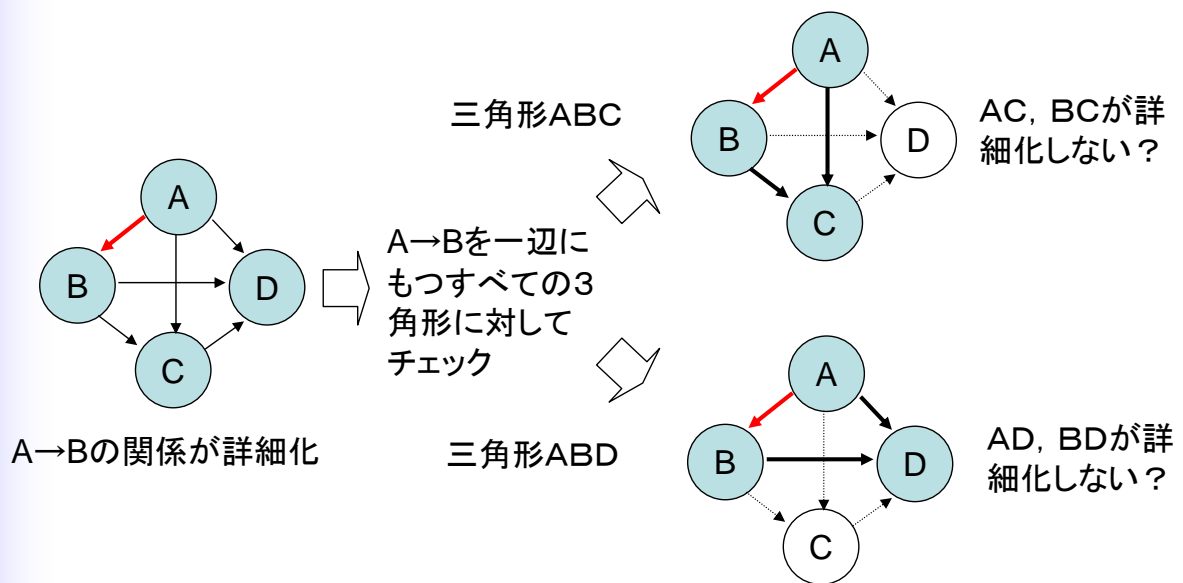 A
B
D
C
A→Bの関係が詳細化
A→Bを一辺に
もつすべての３
角形に対して
チェック
三角形ＡＢＣ
A
B
D
C
ＡＣ，ＢＣが詳
細化しない？
三角形ＡＢＤ
A
B
D
C
ＡＤ，ＢＤが詳
細化しない？